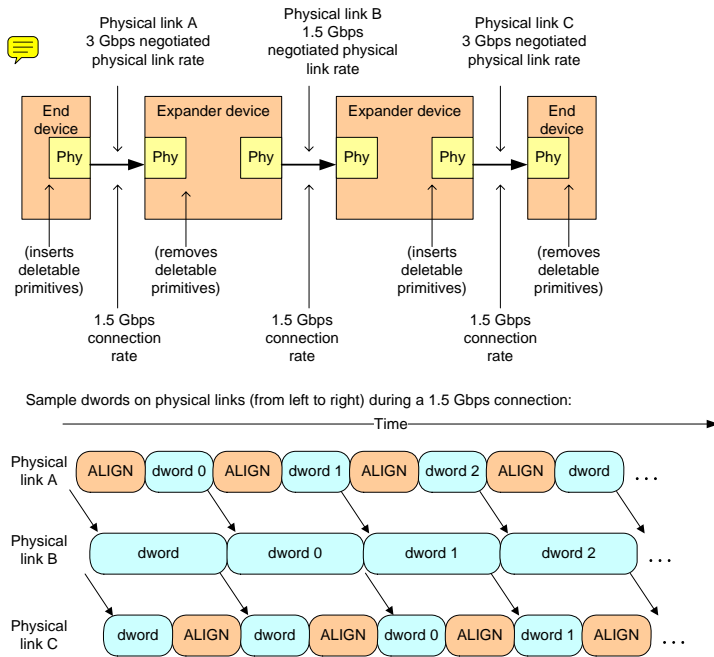 Physical link A
3 Gbps negotiated
physical link rate
Physical link B
1.5 Gbps
negotiated physical
link rate
Physical link C
3 Gbps negotiated
physical link rate
End
device
Phy
Expander device
Phy
Phy
Expander device
Phy
Phy
End
device
Phy
(inserts
deletable
primitives)
(removes
deletable
primitives)
(inserts
deletable
primitives)
(removes
deletable
primitives)
1.5 Gbps
connection
rate
1.5 Gbps
connection
rate
1.5 Gbps
connection
rate
Sample dwords on physical links (from left to right) during a 1.5 Gbps connection:
Time
Physical
link A
ALIGN dword 0 ALIGN dword 1 ALIGN dword 2 ALIGN dword ...
Physical
link B
dword dword 0 dword 1 dword 2 ...
Physical
link C
dword ALIGN dword ALIGN dword 0 ALIGN dword 1 ALIGN ...